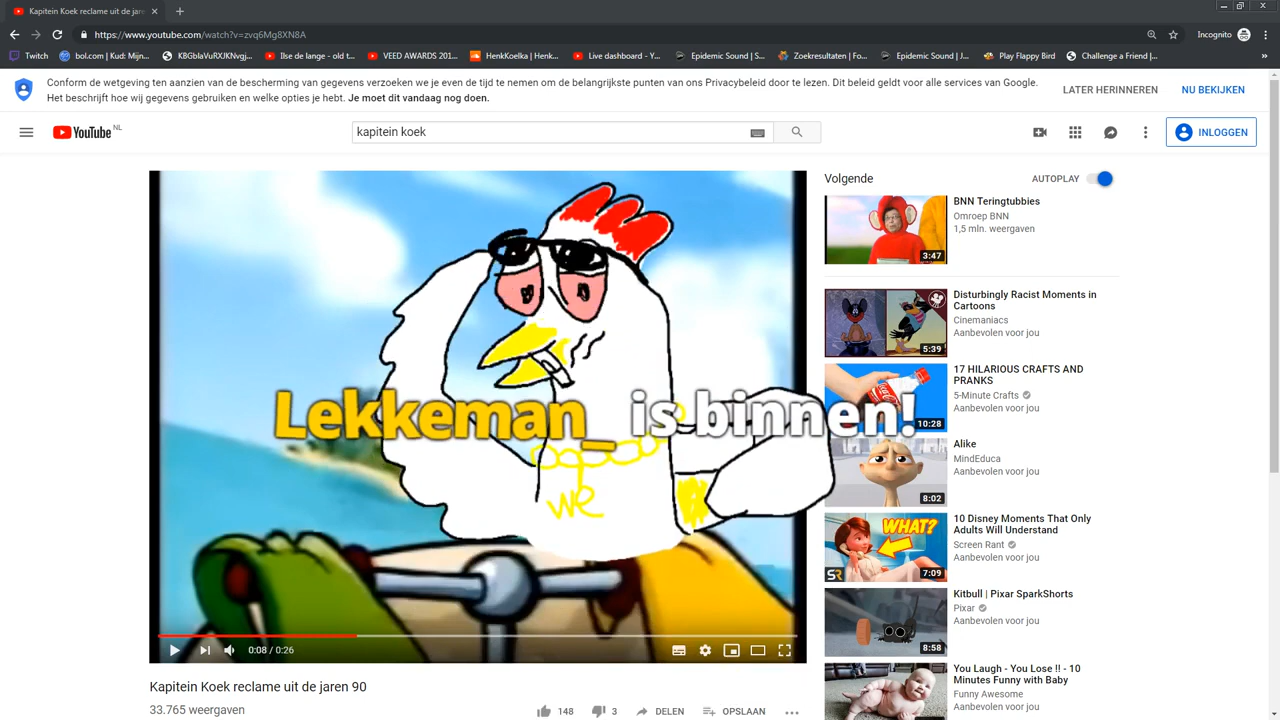 Kapitein Koek reclame uit de jaren
https://www.youtube.com/watch?v=zvq6Mg8XN8A
Incognito
Twitch
bol.com | Kud: Mijn...
KBGblaVuRJKNvgj...
Ilse de lange - old t...
VEED AWARDS 201...
HenkKoelka | Henk...
Live dashboard - Y...
Epidemic Sound | S...
Zoekresultaten | Fo...
Epidemic Sound | J...
Play Flappy Bird
Challenge a Friend |...
Conform de wetgeving ten aanzien van de bescherming van gegevens verzoeken we je even de tijd te nemen om de belangrijkste punten van ons Privacybeleid door te lezen. Dit beleid geldt voor alle services van Google.
Het beschrijft hoe wij gegevens gebruiken en welke opties je hebt. Je moet dit vandaag nog doen.
LATER HERINNEREN
NU BEKIJKEN
YouTube NL
kapitein koek
INLOGGEN
Lekkeman_ is binnen!
we
0:08 / 0:26
Kapitein Koek reclame uit de jaren 90
33.765 weergaven
148
3
DELEN
OPSLAAN
Volgende
AUTOPLAY
BNN Teringtubbies
Omroep BNN
1,5 mln. weergaven
3:47
Disturbingly Racist Moments in
Cartoons
Cinemaniacs
Aanbevolen voor jou
5:39
17 HILARIOUS CRAFTS AND
PRANKS
5-Minute Crafts
Aanbevolen voor jou
10:28
Alike
MindEduca
Aanbevolen voor jou
8:02
10 Disney Moments That Only
Adults Will Understand
Screen Rant
Aanbevolen voor jou
WHAT?
SR
7:09
Kitbull | Pixar SparkShorts
Pixar
Aanbevolen voor jou
8:58
You Laugh - You Lose !! - 10
Minutes Funny with Baby
Funny Awesome
Aanbevolen voor jou